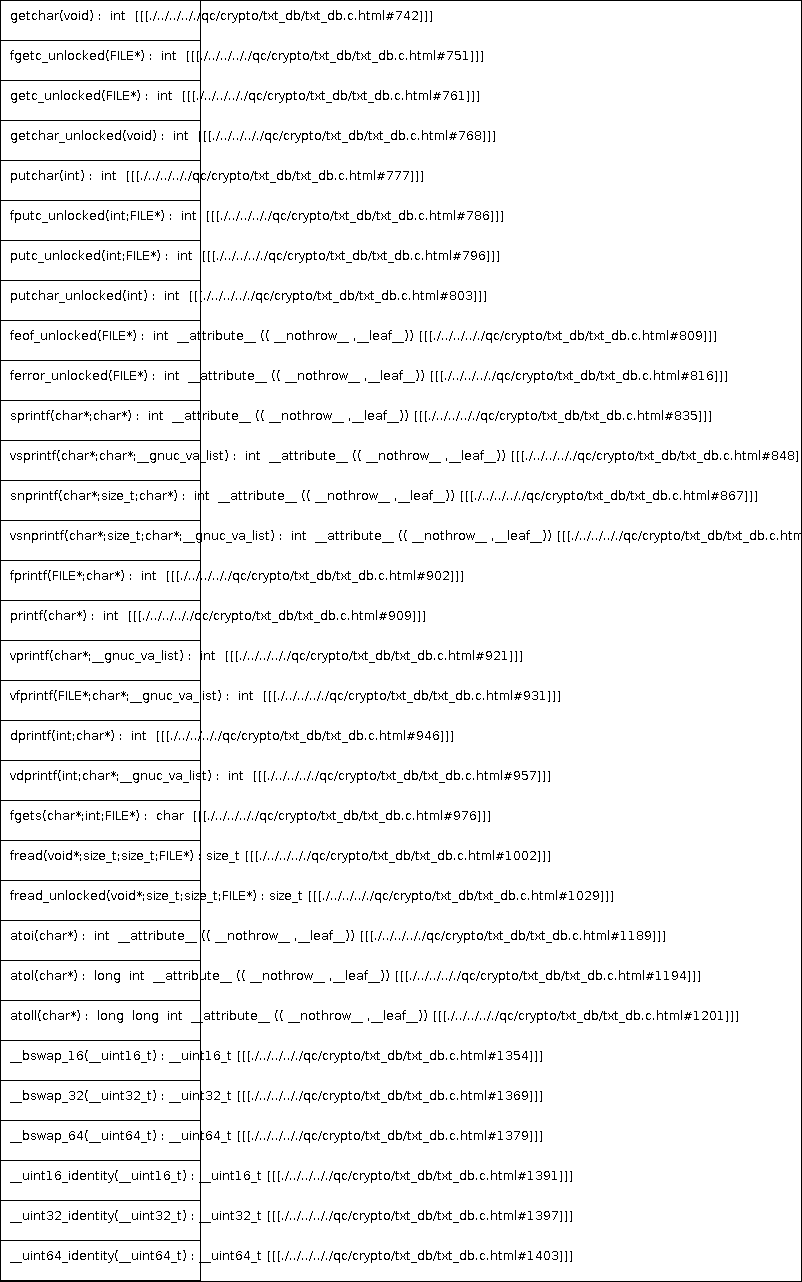 getchar(void) :  int  [[[./../../../../qc/crypto/txt_db/txt_db.c.html#742]]]
fgetc_unlocked(FILE*) :  int  [[[./../../../../qc/crypto/txt_db/txt_db.c.html#751]]]
getc_unlocked(FILE*) :  int  [[[./../../../../qc/crypto/txt_db/txt_db.c.html#761]]]
getchar_unlocked(void) :  int  [[[./../../../../qc/crypto/txt_db/txt_db.c.html#768]]]
putchar(int) :  int  [[[./../../../../qc/crypto/txt_db/txt_db.c.html#777]]]
fputc_unlocked(int;FILE*) :  int  [[[./../../../../qc/crypto/txt_db/txt_db.c.html#786]]]
putc_unlocked(int;FILE*) :  int  [[[./../../../../qc/crypto/txt_db/txt_db.c.html#796]]]
putchar_unlocked(int) :  int  [[[./../../../../qc/crypto/txt_db/txt_db.c.html#803]]]
feof_unlocked(FILE*) :  int  __attribute__ (( __nothrow__ ,__leaf__)) [[[./../../../../qc/crypto/txt_db/txt_db.c.html#809]]]
ferror_unlocked(FILE*) :  int  __attribute__ (( __nothrow__ ,__leaf__)) [[[./../../../../qc/crypto/txt_db/txt_db.c.html#816]]]
sprintf(char*;char*) :  int  __attribute__ (( __nothrow__ ,__leaf__)) [[[./../../../../qc/crypto/txt_db/txt_db.c.html#835]]]
vsprintf(char*;char*;__gnuc_va_list) :  int  __attribute__ (( __nothrow__ ,__leaf__)) [[[./../../../../qc/crypto/txt_db/txt_db.c.html#848]
snprintf(char*;size_t;char*) :  int  __attribute__ (( __nothrow__ ,__leaf__)) [[[./../../../../qc/crypto/txt_db/txt_db.c.html#867]]]
vsnprintf(char*;size_t;char*;__gnuc_va_list) :  int  __attribute__ (( __nothrow__ ,__leaf__)) [[[./../../../../qc/crypto/txt_db/txt_db.c.htm
fprintf(FILE*;char*) :  int  [[[./../../../../qc/crypto/txt_db/txt_db.c.html#902]]]
printf(char*) :  int  [[[./../../../../qc/crypto/txt_db/txt_db.c.html#909]]]
vprintf(char*;__gnuc_va_list) :  int  [[[./../../../../qc/crypto/txt_db/txt_db.c.html#921]]]
vfprintf(FILE*;char*;__gnuc_va_list) :  int  [[[./../../../../qc/crypto/txt_db/txt_db.c.html#931]]]
dprintf(int;char*) :  int  [[[./../../../../qc/crypto/txt_db/txt_db.c.html#946]]]
vdprintf(int;char*;__gnuc_va_list) :  int  [[[./../../../../qc/crypto/txt_db/txt_db.c.html#957]]]
fgets(char*;int;FILE*) :  char  [[[./../../../../qc/crypto/txt_db/txt_db.c.html#976]]]
fread(void*;size_t;size_t;FILE*) : size_t [[[./../../../../qc/crypto/txt_db/txt_db.c.html#1002]]]
fread_unlocked(void*;size_t;size_t;FILE*) : size_t [[[./../../../../qc/crypto/txt_db/txt_db.c.html#1029]]]
atoi(char*) :  int  __attribute__ (( __nothrow__ ,__leaf__)) [[[./../../../../qc/crypto/txt_db/txt_db.c.html#1189]]]
atol(char*) :  long  int  __attribute__ (( __nothrow__ ,__leaf__)) [[[./../../../../qc/crypto/txt_db/txt_db.c.html#1194]]]
atoll(char*) :  long  long  int  __attribute__ (( __nothrow__ ,__leaf__)) [[[./../../../../qc/crypto/txt_db/txt_db.c.html#1201]]]
__bswap_16(__uint16_t) : __uint16_t [[[./../../../../qc/crypto/txt_db/txt_db.c.html#1354]]]
__bswap_32(__uint32_t) : __uint32_t [[[./../../../../qc/crypto/txt_db/txt_db.c.html#1369]]]
__bswap_64(__uint64_t) : __uint64_t [[[./../../../../qc/crypto/txt_db/txt_db.c.html#1379]]]
__uint16_identity(__uint16_t) : __uint16_t [[[./../../../../qc/crypto/txt_db/txt_db.c.html#1391]]]
__uint32_identity(__uint32_t) : __uint32_t [[[./../../../../qc/crypto/txt_db/txt_db.c.html#1397]]]
__uint64_identity(__uint64_t) : __uint64_t [[[./../../../../qc/crypto/txt_db/txt_db.c.html#1403]]]